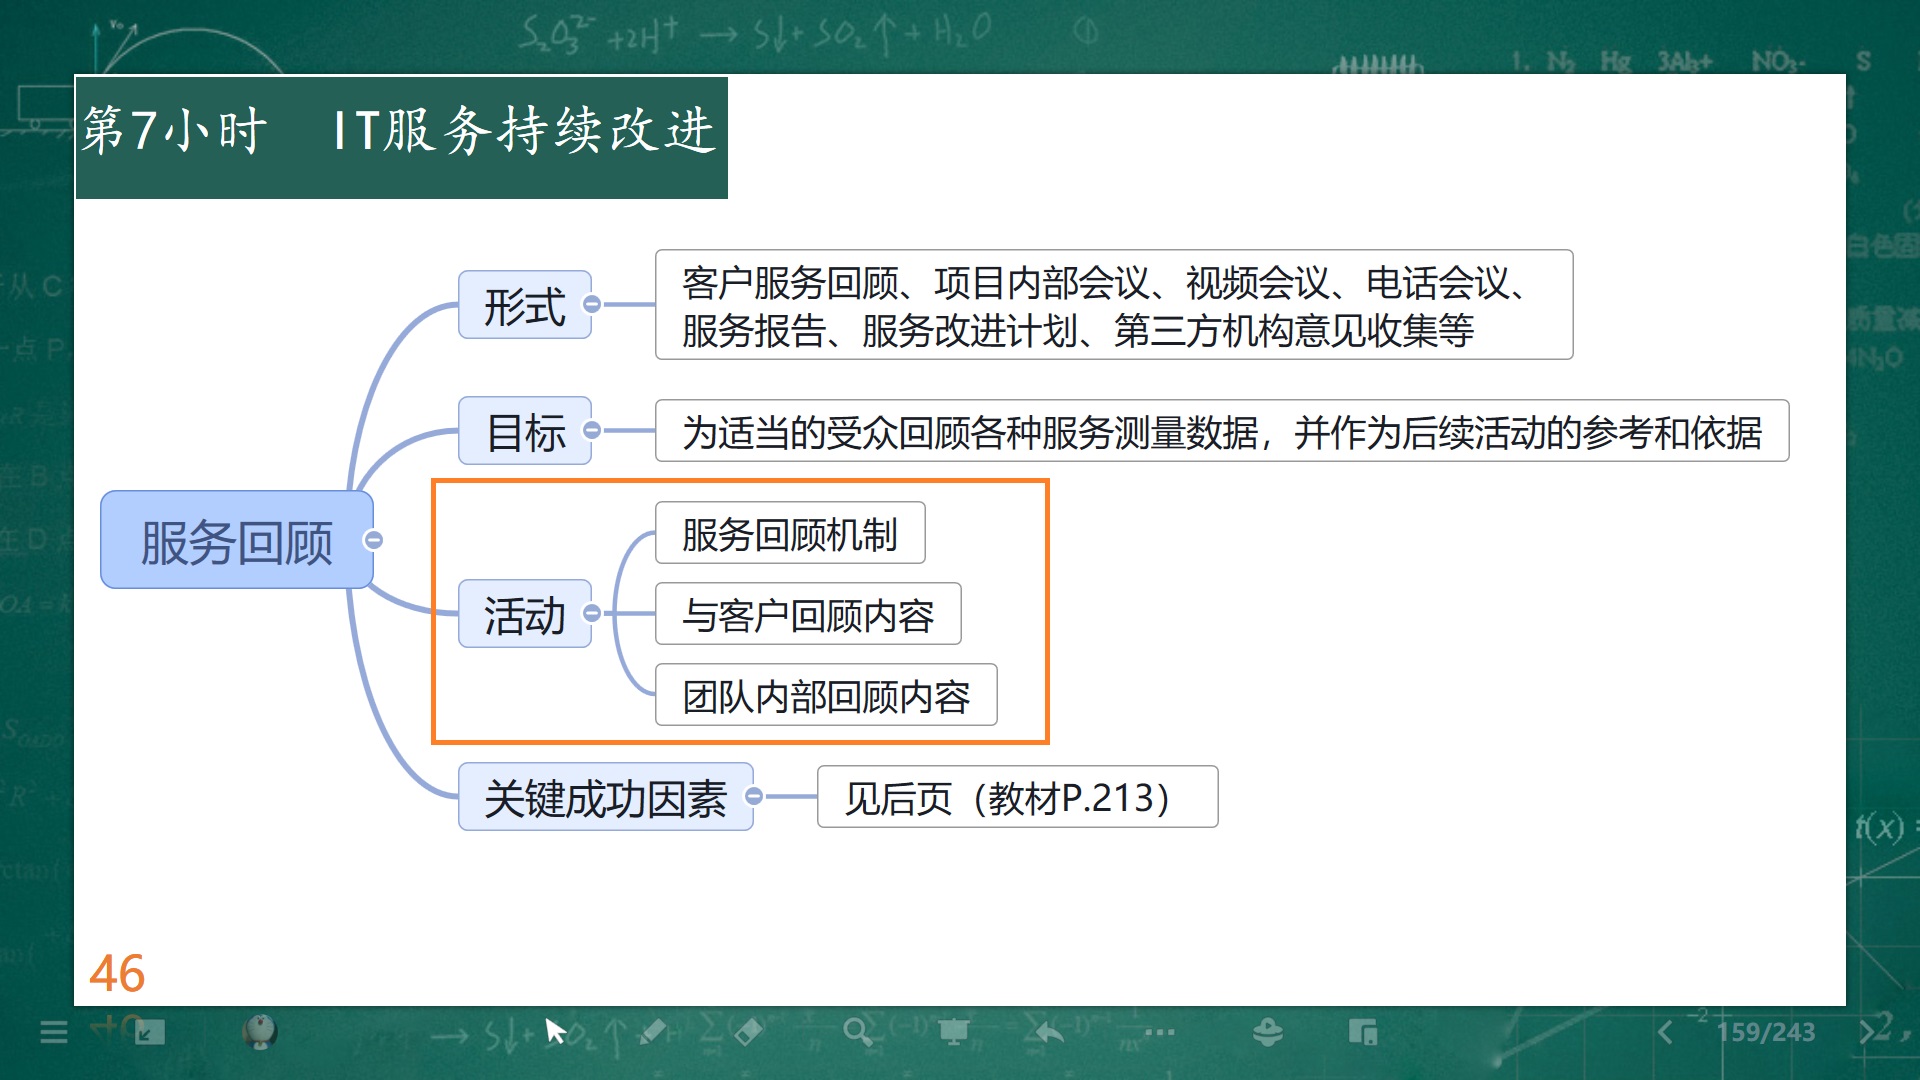 第7小时 IT服务持续改进
形式
客户服务回顾、项目内部会议、视频会议、电话会议、
服务报告、服务改进计划、第三方机构意见收集等
目标
为适当的受众回顾各种服务测量数据，并作为后续活动的参考和依据
服务回顾
活动
服务回顾机制
与客户回顾内容
团队内部回顾内容
关键成功因素
见后页（教材P.213）
46
159/243